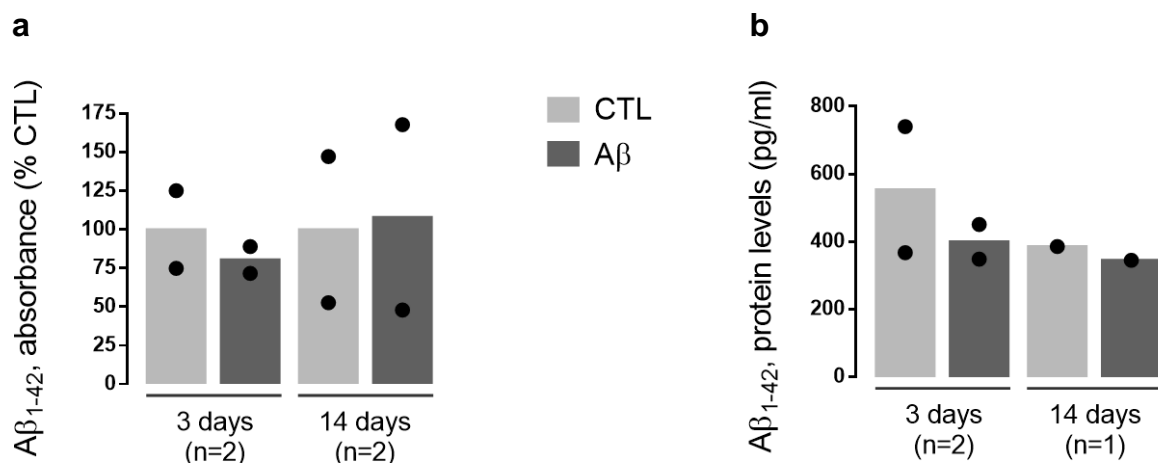 a
Aβ1-42, absorbance (% CTL)
175
150
125
100
75
50
25
0
3 days
(n=2)
14 days
(n=2)
CTL
Aβ
b
Aβ1-42, protein levels (pg/ml)
800
600
400
200
0
3 days
(n=2)
14 days
(n=1)